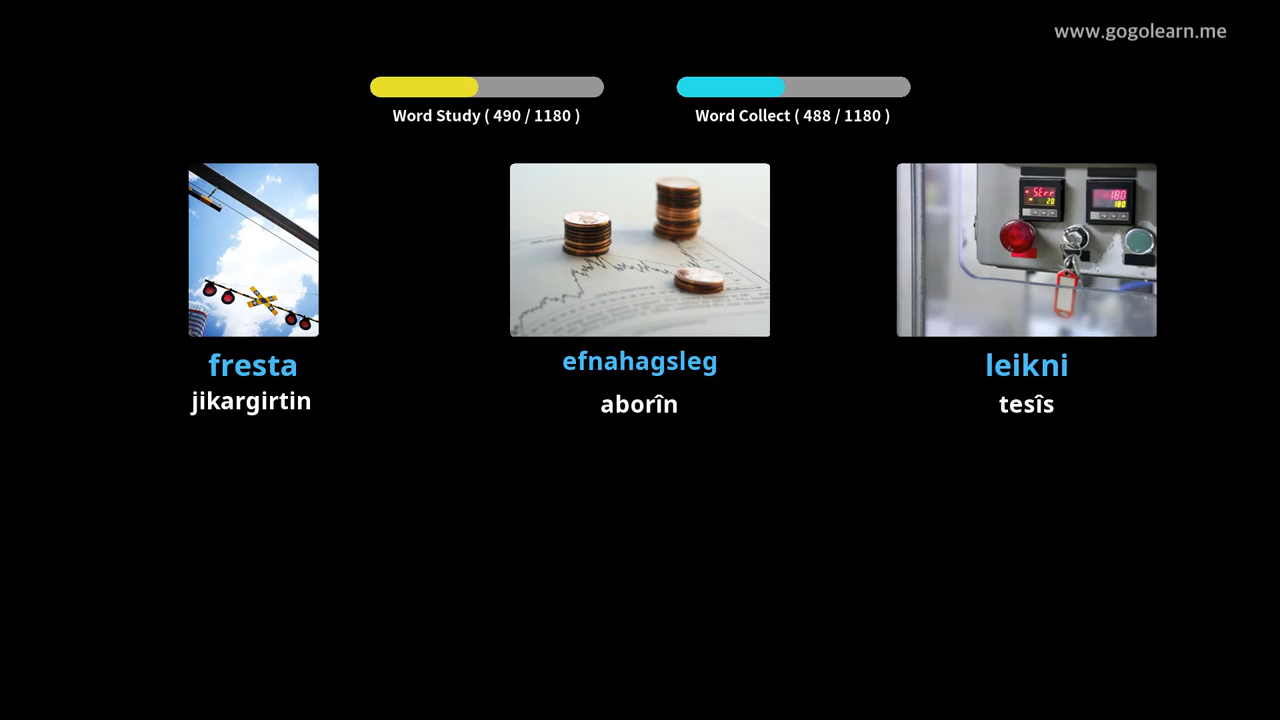 www.gogolearn.me
Word Study ( 490 / 1180 )
Word Collect ( 488 / 1180 )
fresta
jikargirtin
efnahagsleg
aborîn
leikni
tesîs